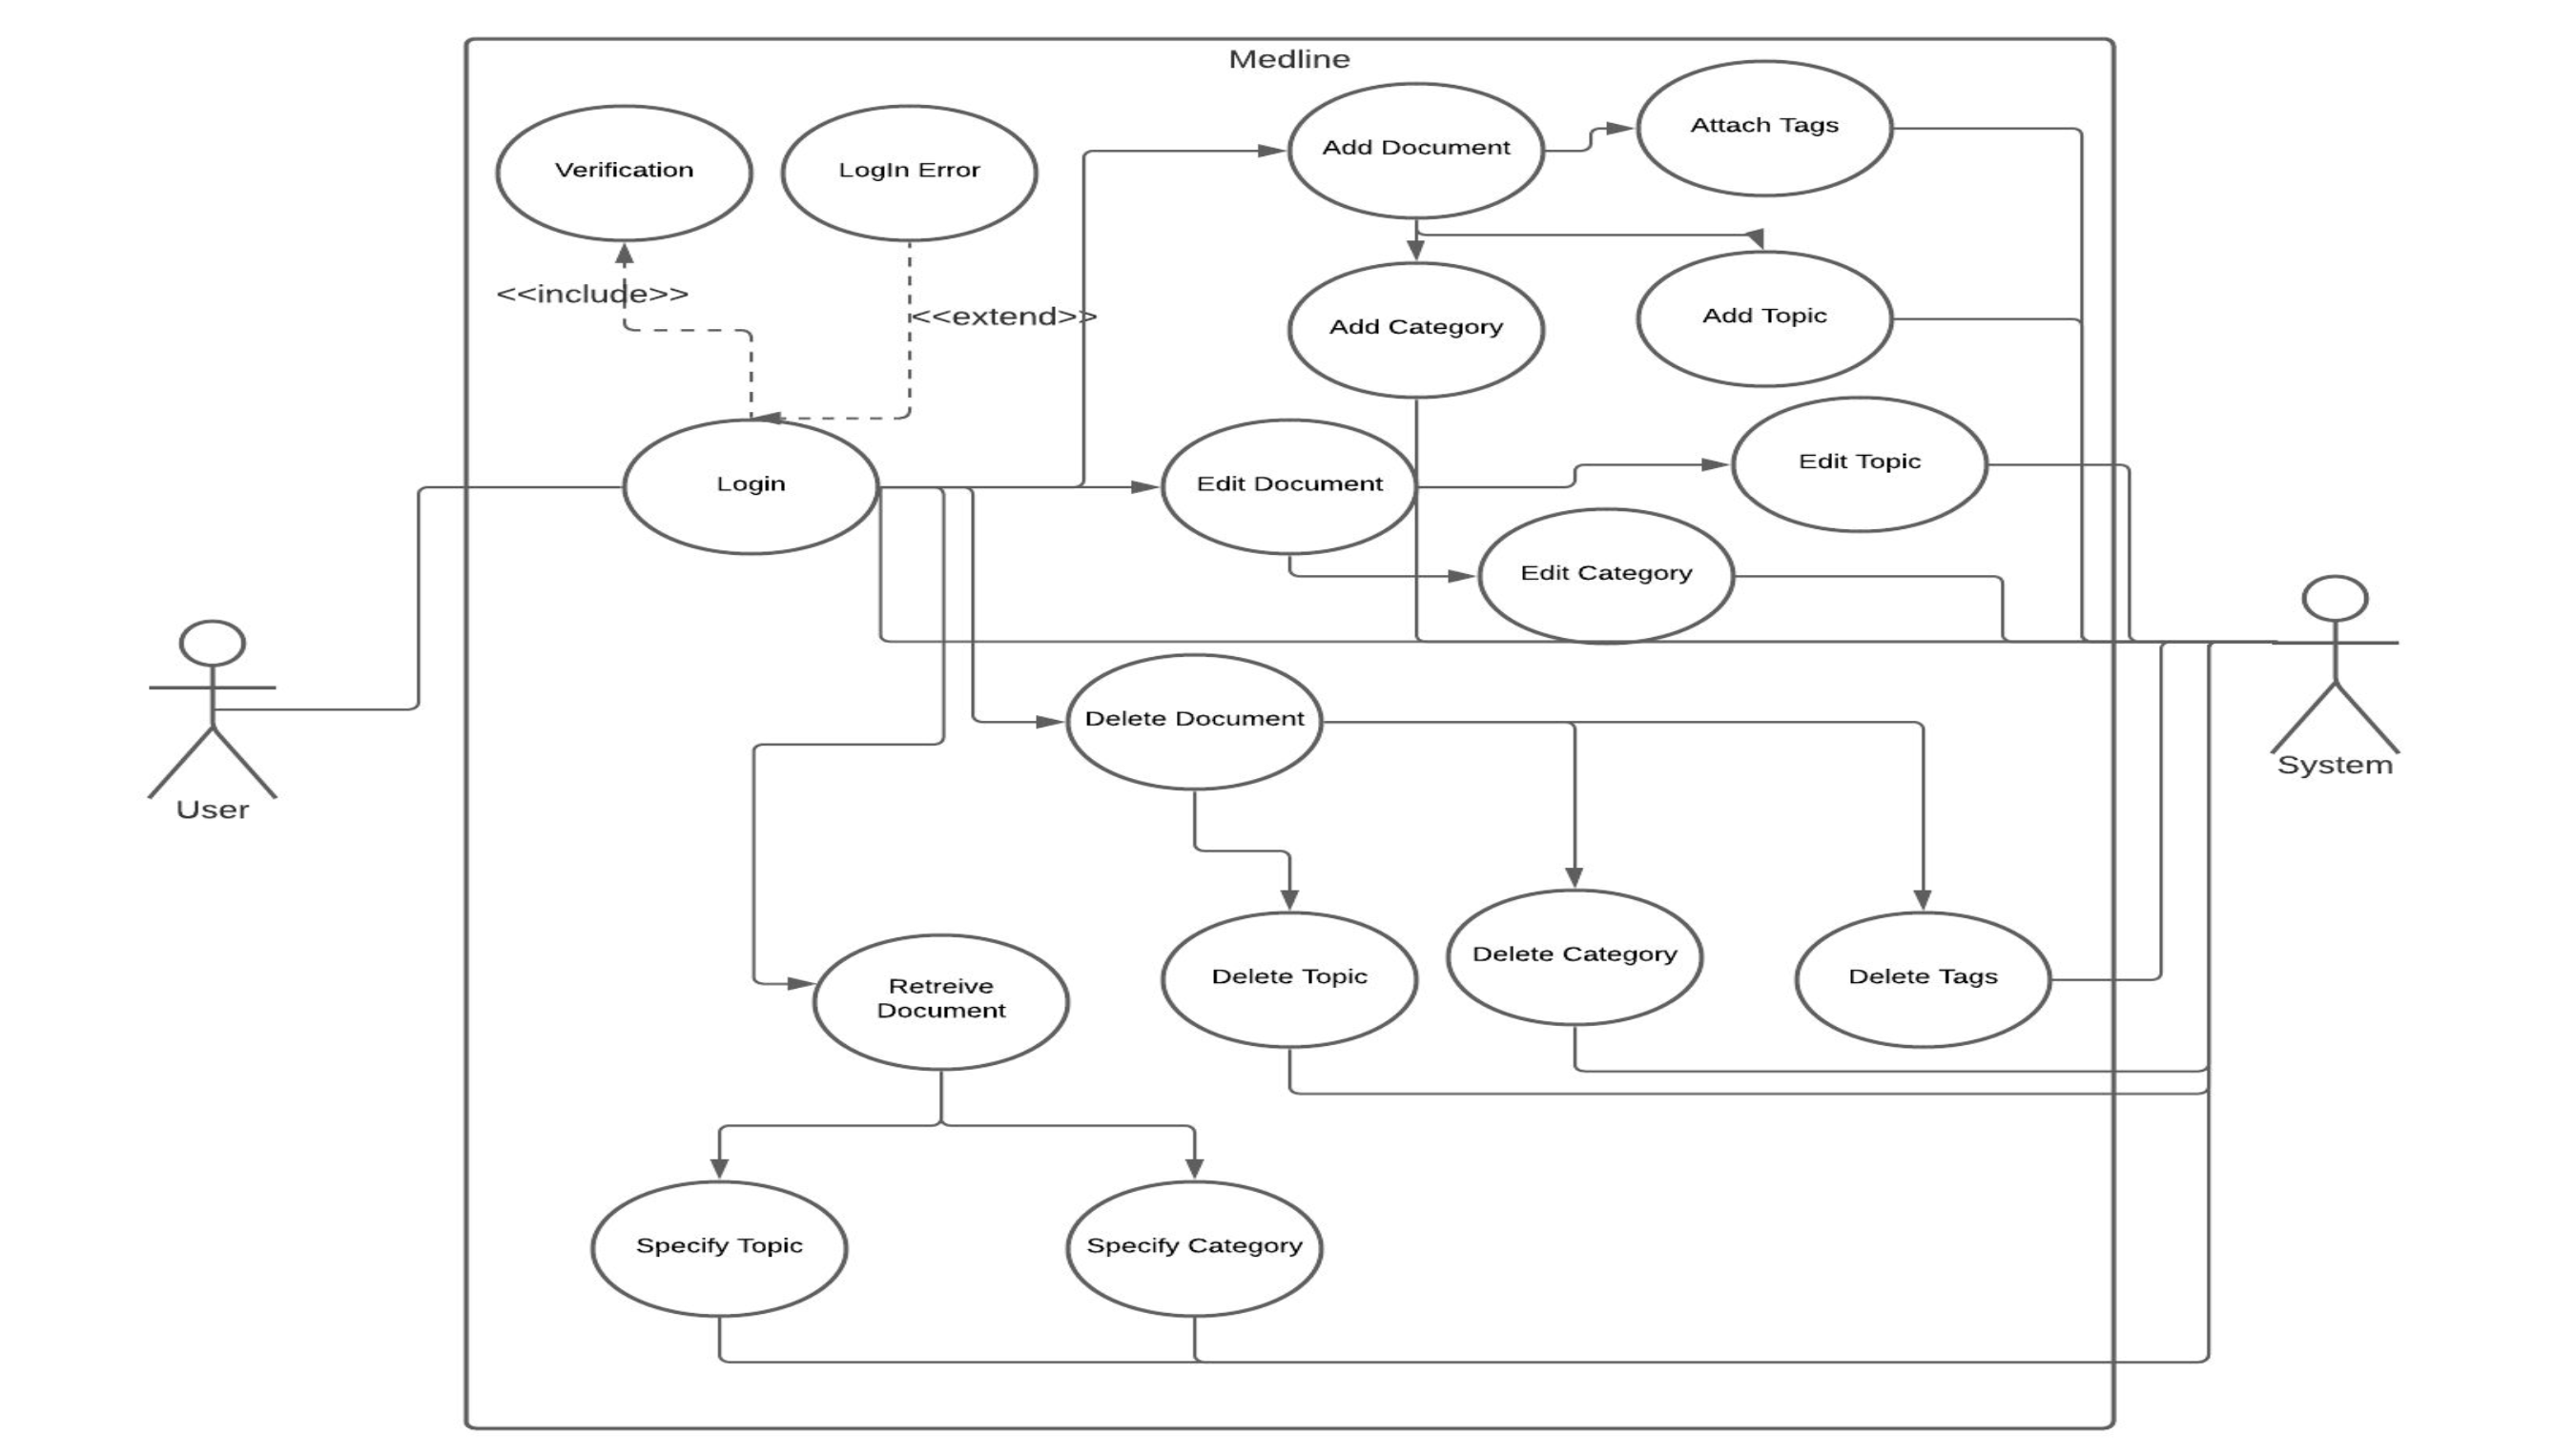 Medline
Verification
LogIn Error
Add Document
Attach Tags
<<include>>
<<extend>>
Add Category
Add Topic
Login
Edit Document
Edit Topic
Edit Category
User
System
Delete Document
Retreive
Document
Delete Topic
Delete Category
Delete Tags
Specify Topic
Specify Category